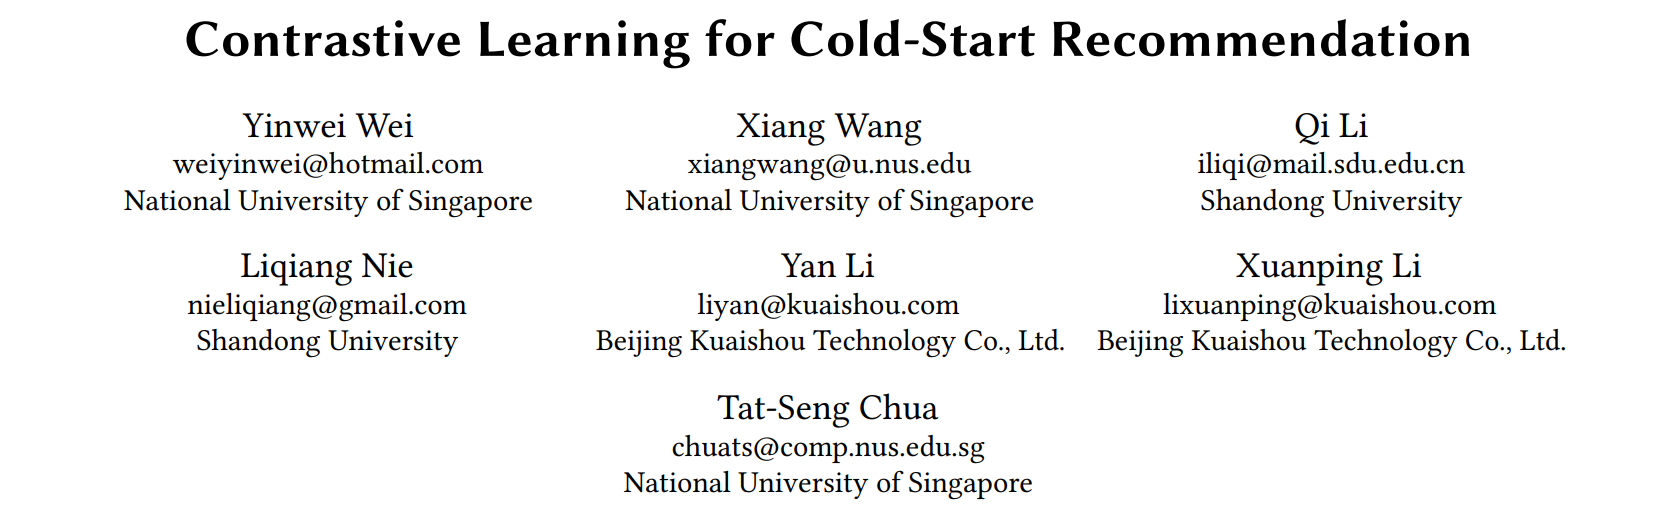 Contrastive Learning for Cold-Start Recommendation
Yinwei Wei
weiyinwei@hotmail.com
National University of Singapore
Xiang Wang
xiangwang@u.nus.edu
National University of Singapore
Qi Li
iliqi@mail.sdu.edu.cn
Shandong University
Liqiang Nie
nieliqiang@gmail.com
Shandong University
Yan Li
liyan@kuaishou.com
Beijing Kuaishou Technology Co., Ltd.
Xuanping Li
lixuanping@kuaishou.com
Beijing Kuaishou Technology Co., Ltd.
Tat-Seng Chua
chuats@comp.nus.edu.sg
National University of Singapore